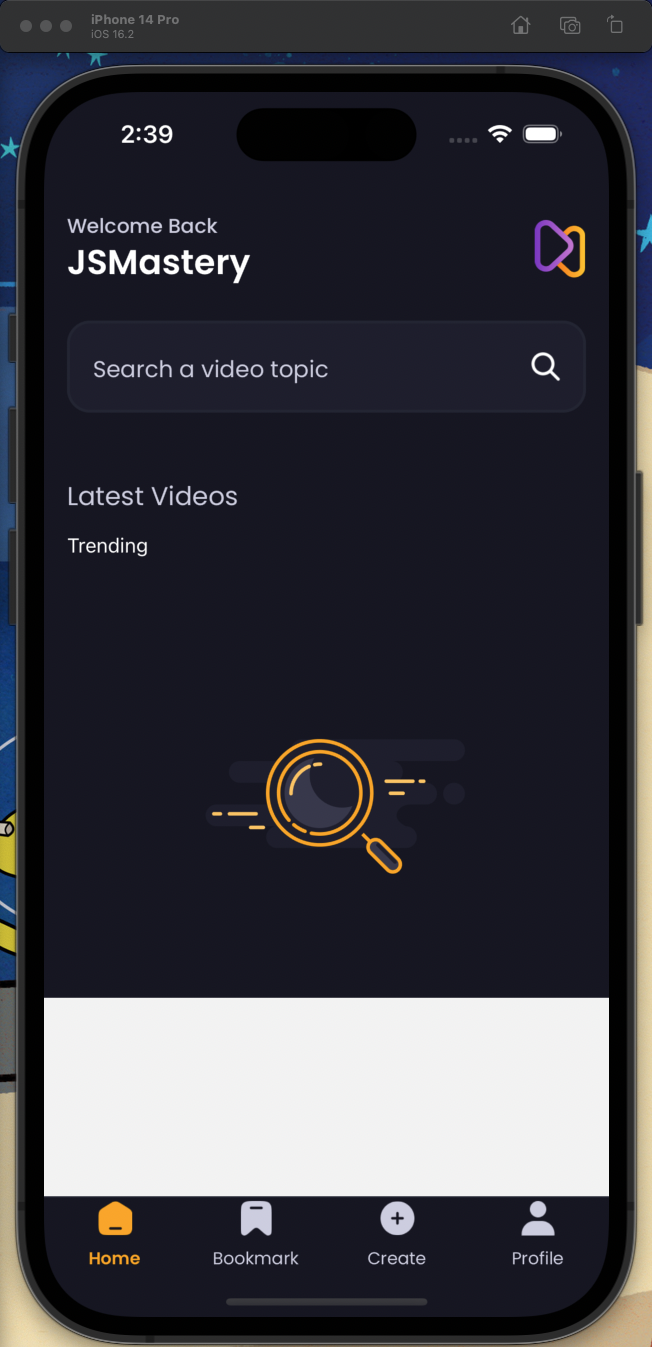 iPhone 14 Pro
iOS 16.2
2:39
Welcome Back
JSMastery
Search a video topic
Latest Videos
Trending
Home
Bookmark
Create
Profile